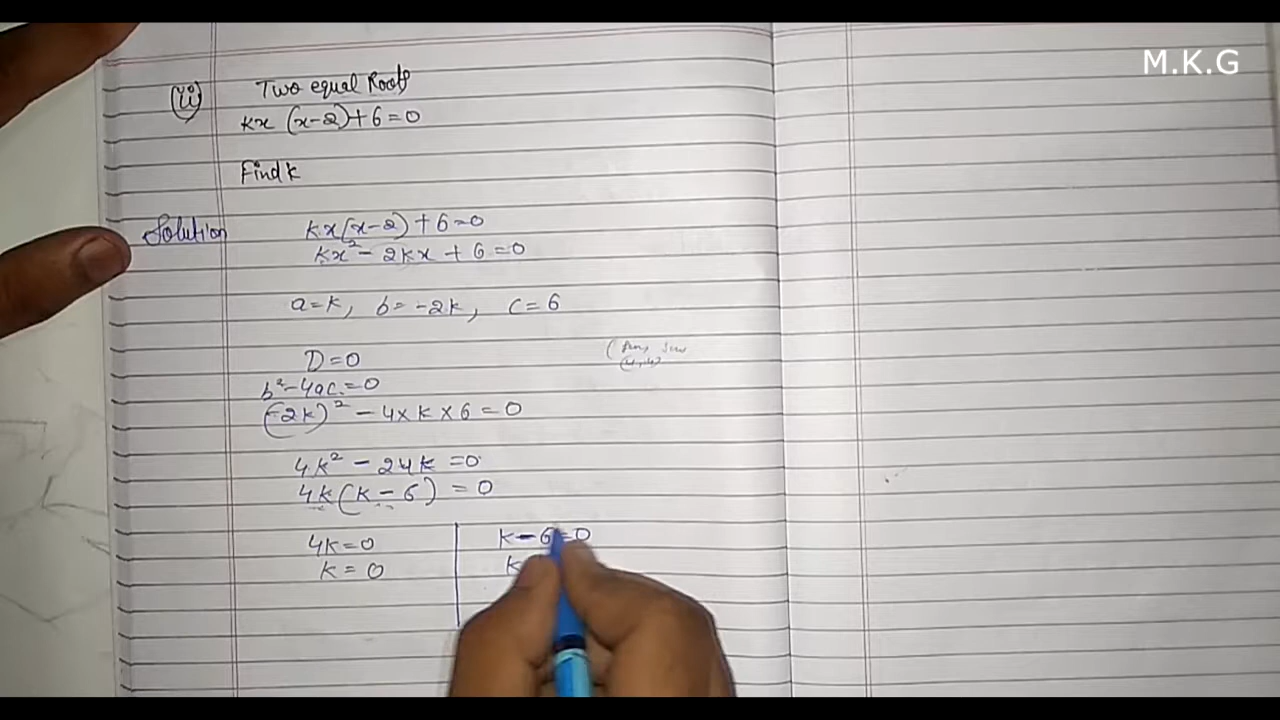 M.K.G
(ii) Two equal Roots
kx (x-2)+6=0
Find k
Solution kx(x-2)+6=0
kx²- 2kx + 6=0
a=k, b=-2k, c=6
D=0
b²-4ac=0
(-2k)² - 4×k×6=0
4k² - 24k =0
4k(k-6) =0
4k=0 k-6=0
k=0 k